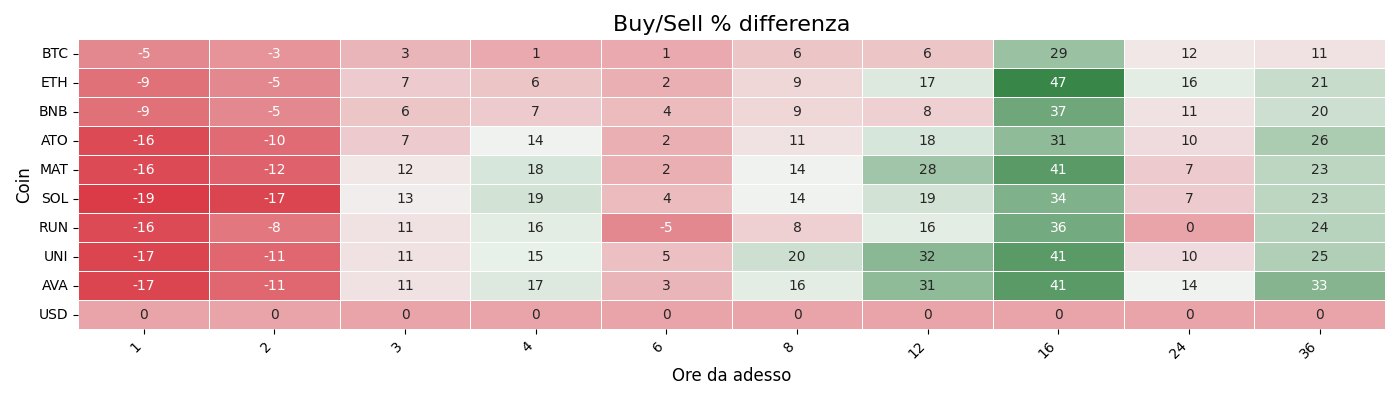 Buy/Sell % differenza
Coin
BTC -5 -3 3 1 1 6 6 29 12 11
ETH -9 -5 7 6 2 9 17 47 16 21
BNB -9 -5 6 7 4 9 8 37 11 20
ATO -16 -10 7 14 2 11 18 31 10 26
MAT -16 -12 12 18 2 14 28 41 7 23
SOL -19 -17 13 19 4 14 19 34 7 23
RUN -16 -8 11 16 -5 8 16 36 0 24
UNI -17 -11 11 15 5 20 32 41 10 25
AVA -17 -11 11 17 3 16 31 41 14 33
USD 0 0 0 0 0 0 0 0 0 0
1 2 3 4 6 8 12 16 24 36
Ore da adesso